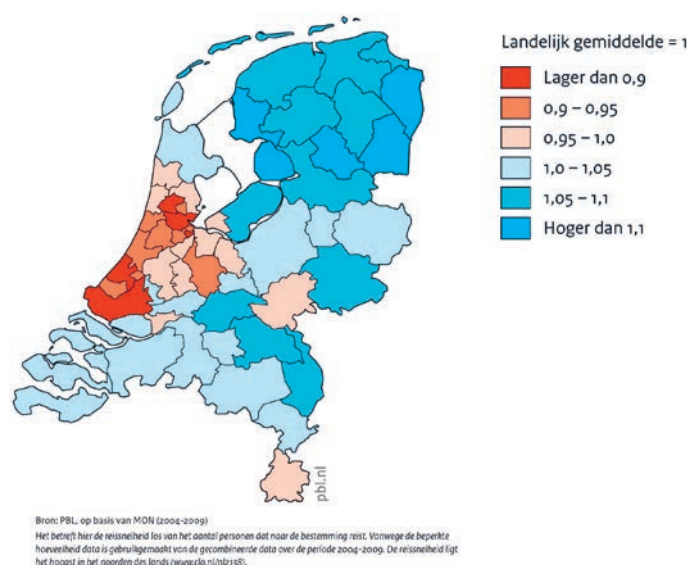 Landelijk gemiddelde = 1
Lager dan 0,9
0,9 – 0,95
0,95 – 1,0
1,0 – 1,05
1,05 – 1,1
Hoger dan 1,1
pbl.nl
Bron: PBL, op basis van MON (2004-2009)
Het betreft hier de reissnelheid los van het aantal personen dat naar de bestemming reist. Vanwege de beperkte
hoeveelheid data is gebruikgemaakt van de gecombineerde data over de periode 2004-2009. De reissnelheid ligt
het hoogst in het noorden des lands (www.clo.nl/nl2138).